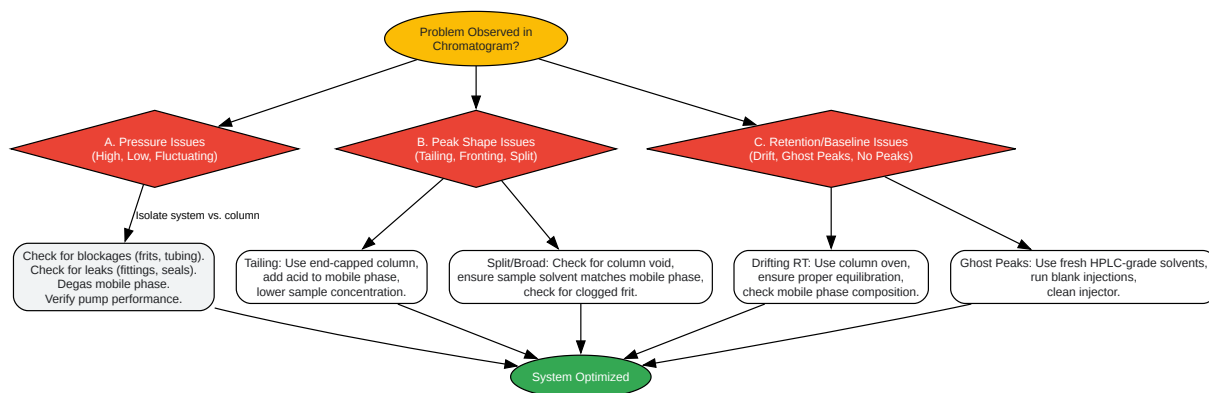 Problem Observed in
Chromatogram?
A. Pressure Issues
(High, Low, Fluctuating)
B. Peak Shape Issues
(Tailing, Fronting, Split)
C. Retention/Baseline Issues
(Drift, Ghost Peaks, No Peaks)
Isolate system vs. column
Check for blockages (frits, tubing).
Check for leaks (fittings, seals).
Degas mobile phase.
Verify pump performance.
Tailing: Use end-capped column,
add acid to mobile phase,
lower sample concentration.
Split/Broad: Check for column void,
ensure sample solvent matches mobile phase,
check for clogged frit.
Drifting RT: Use column oven,
ensure proper equilibration,
check mobile phase composition.
Ghost Peaks: Use fresh HPLC-grade solvents,
run blank injections,
clean injector.
System Optimized